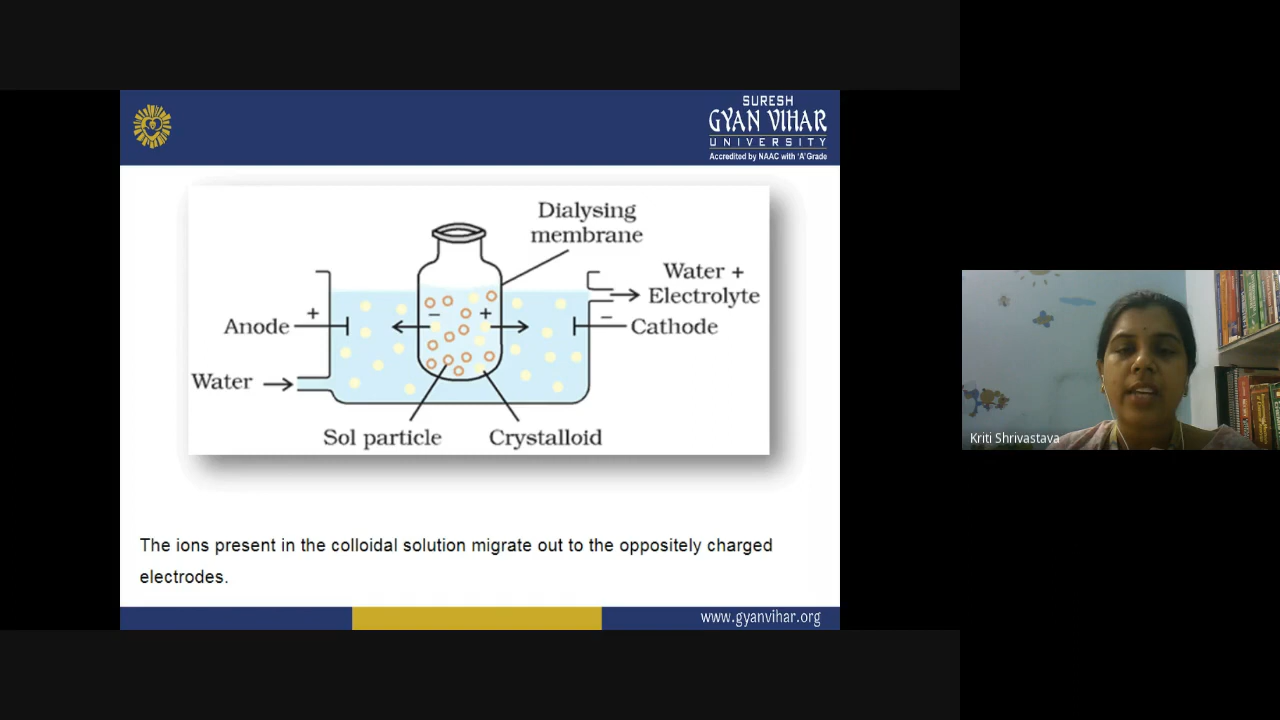 SURESH
GYAN VIHAR
UNIVERSITY
Accredited by NAAC with 'A' Grade
Dialysing
membrane
Water +
Electrolyte
+
Anode
−
+
−
Cathode
Water
Sol particle
Crystalloid
The ions present in the colloidal solution migrate out to the oppositely charged
electrodes.
www.gyanvihar.org
Kriti Shrivastava